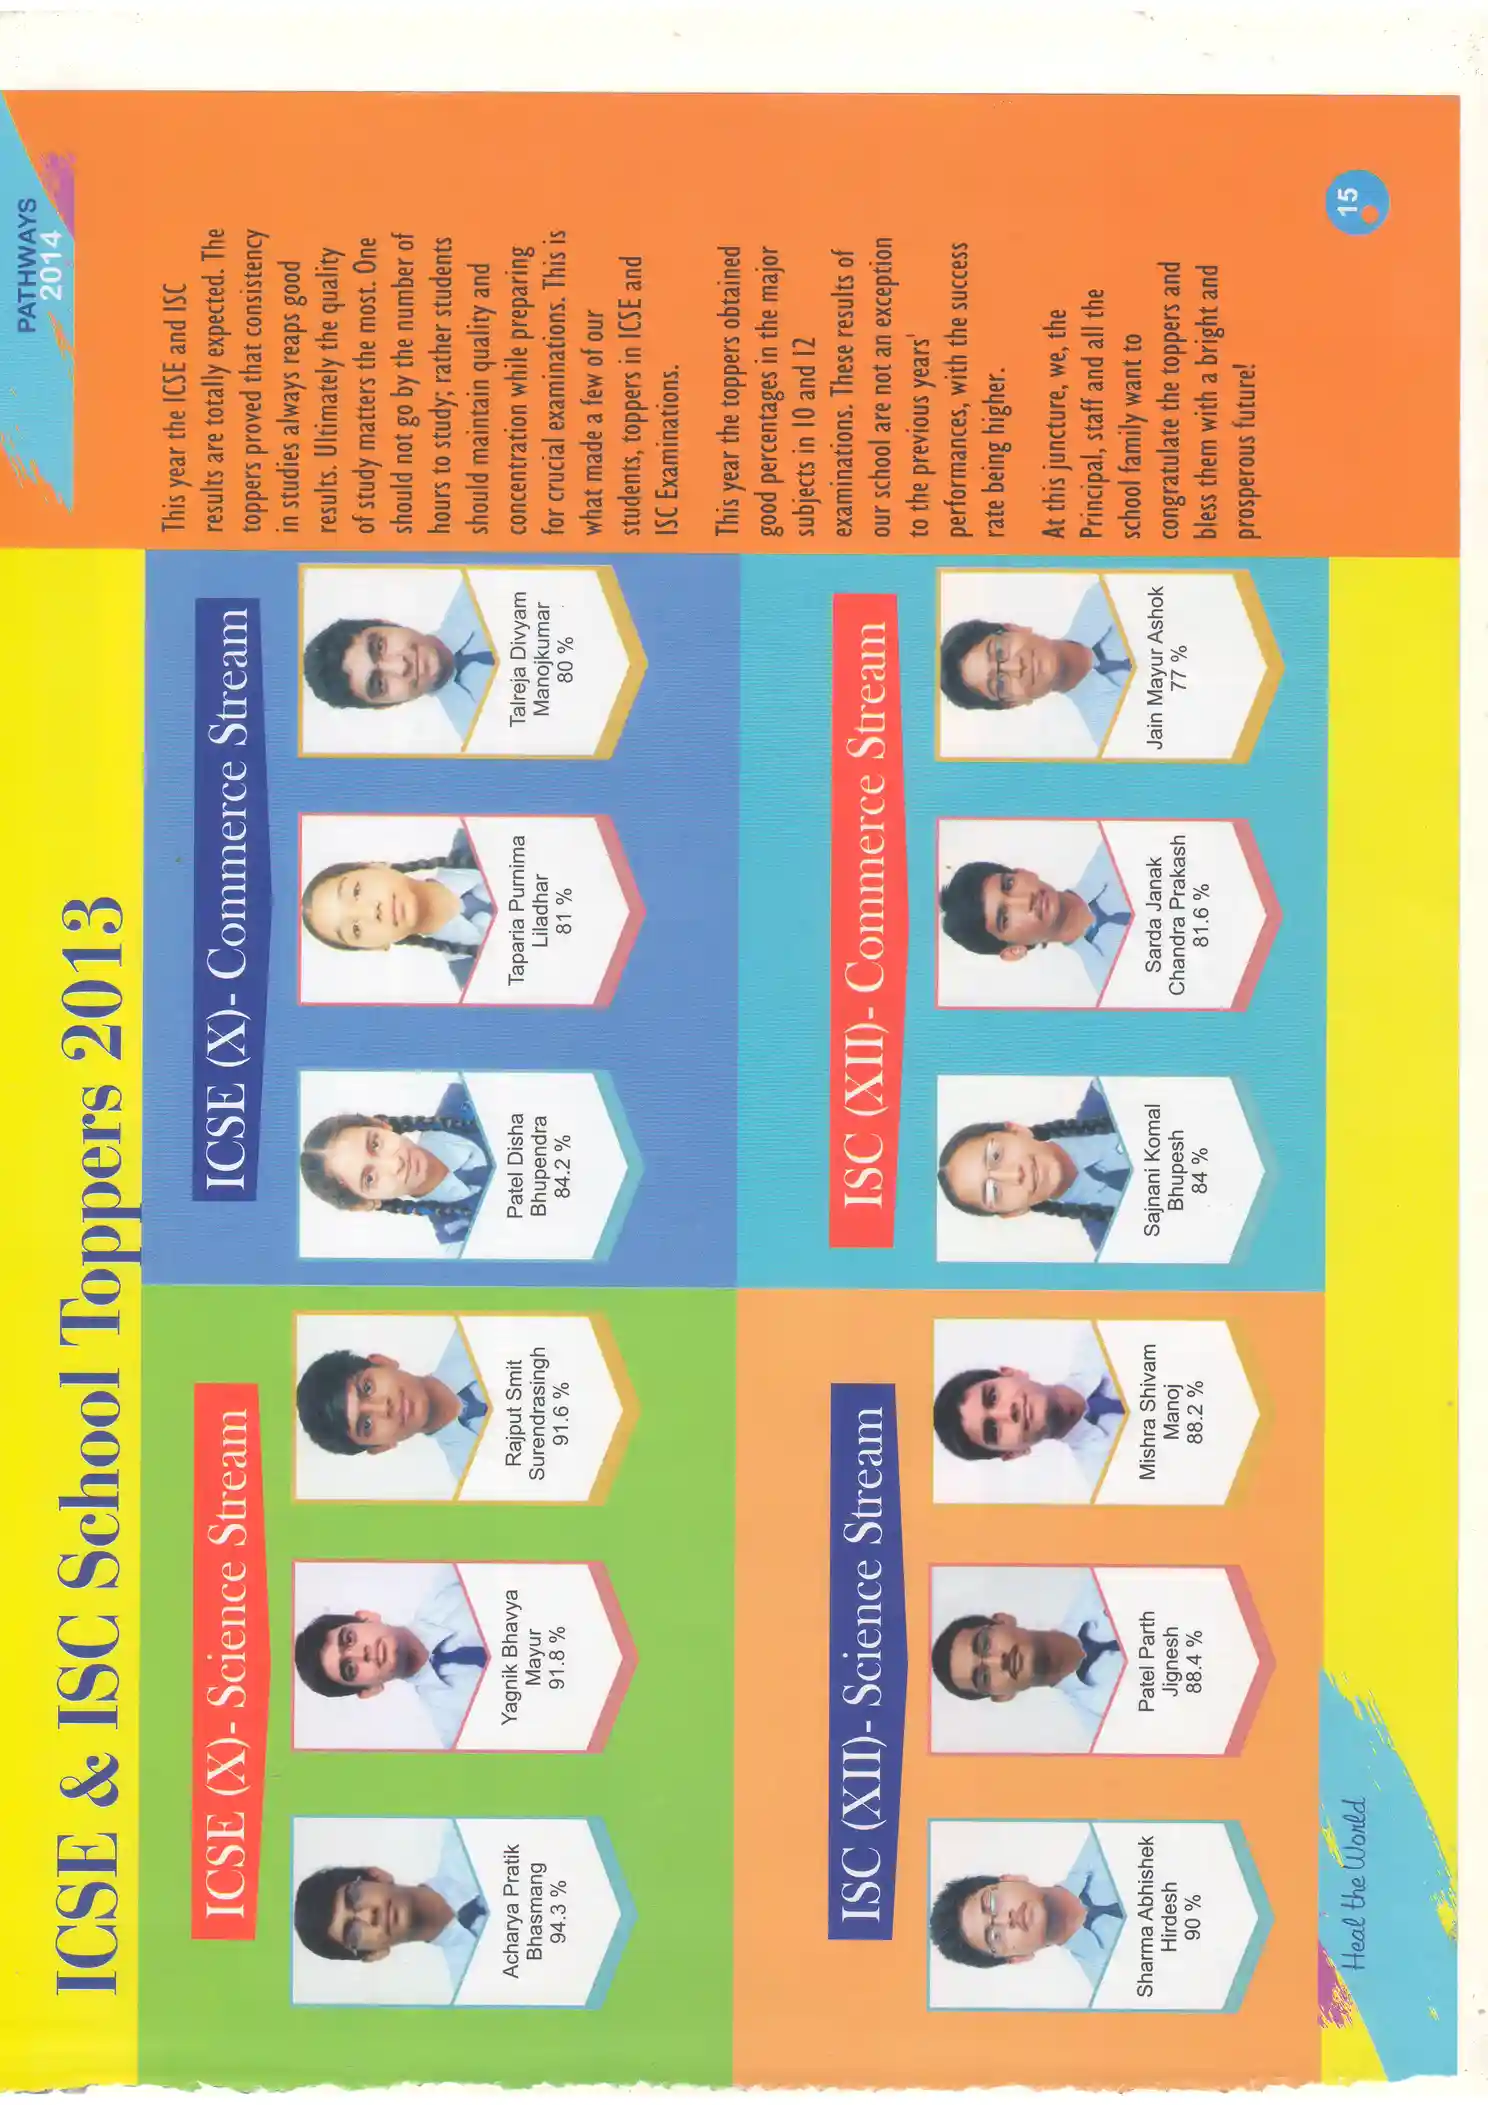 PATHWAYS
2014
ICSE & ISC School Toppers 2013
ICSE (X)- Science Stream
Acharya Pratik
Bhasmang
94.3 %
Yagnik Bhavya
Mayur
91.8 %
Rajput Smit
Surendrasingh
91.6 %
ICSE (X)- Commerce Stream
Patel Disha
Bhupendra
84.2 %
Taparia Purnima
Liladhar
81 %
Talreja Divyam
Manojkumar
80 %
ISC (XII)- Science Stream
Sharma Abhishek
Hirdesh
90 %
Patel Parth
Jignesh
88.4 %
Mishra Shivam
Manoj
88.2 %
ISC (XII)- Commerce Stream
Sajnani Komal
Bhupesh
84 %
Sarda Janak
Chandra Prakash
81.6 %
Jain Mayur Ashok
77 %
This year the ICSE and ISC
results are totally expected. The
toppers proved that consistency
in studies always reaps good
results. Ultimately the quality
of study matters the most. One
should not go by the number of
hours to study; rather students
should maintain quality and
concentration while preparing
for crucial examinations. This is
what made a few of our
students, toppers in ICSE and
ISC Examinations.
This year the toppers obtained
good percentages in the major
subjects in 10 and 12
examinations. These results of
our school are not an exception
to the previous years'
performances, with the success
rate being higher.
At this juncture, we, the
Principal, staff and all the
school family want to
congratulate the toppers and
bless them with a bright and
prosperous future!
Heal the World
15